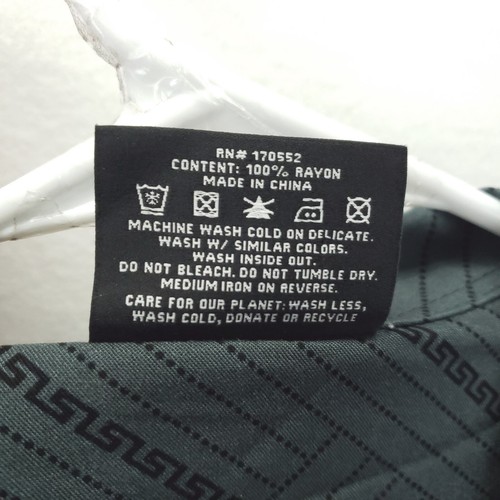 RN# 170552
CONTENT: 100% RAYON
MADE IN CHINA
MACHINE WASH COLD ON DELICATE.
WASH W/ SIMILAR COLORS.
WASH INSIDE OUT.
DO NOT BLEACH. DO NOT TUMBLE DRY.
MEDIUM IRON ON REVERSE.
CARE FOR OUR PLANET: WASH LESS,
WASH COLD, DONATE OR RECYCLE